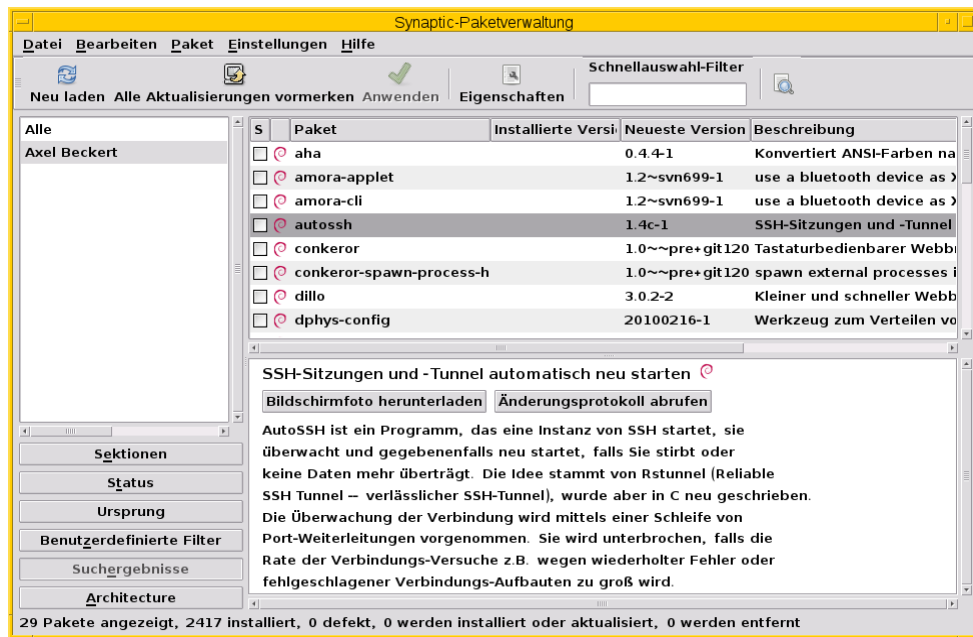 Synaptic-Paketverwaltung
Datei Bearbeiten Paket Einstellungen Hilfe
Neu laden Alle Aktualisierungen vormerken Anwenden Eigenschaften Schnellauswahl-Filter
Alle
Axel Beckert
S Paket Installierte Versi Neueste Version Beschreibung
aha 0.4.4-1 Konvertiert ANSI-Farben na
amora-applet 1.2~svn699-1 use a bluetooth device as X
amora-cli 1.2~svn699-1 use a bluetooth device as X
autossh 1.4c-1 SSH-Sitzungen und -Tunnel
conkeror 1.0~~pre+git120 Tastaturbedienbarer Webb
conkeror-spawn-process-h 1.0~~pre+git120 spawn external processes i
dillo 3.0.2-2 Kleiner und schneller Webb
dphys-config 20100216-1 Werkzeug zum Verteilen vo
SSH-Sitzungen und -Tunnel automatisch neu starten
Bildschirmfoto herunterladen Änderungsprotokoll abrufen
AutoSSH ist ein Programm, das eine Instanz von SSH startet, sie
überwacht und gegebenenfalls neu startet, falls Sie stirbt oder
keine Daten mehr überträgt. Die Idee stammt von Rstunnel (Reliable
SSH Tunnel -- verlässlicher SSH-Tunnel), wurde aber in C neu geschrieben.
Die Überwachung der Verbindung wird mittels einer Schleife von
Port-Weiterleitungen vorgenommen. Sie wird unterbrochen, falls die
Rate der Verbindungs-Versuche z.B. wegen wiederholter Fehler oder
fehlgeschlagener Verbindungs-Aufbauten zu groß wird.
Sektionen
Status
Ursprung
Benutzerdefinierte Filter
Suchergebnisse
Architecture
29 Pakete angezeigt, 2417 installiert, 0 defekt, 0 werden installiert oder aktualisiert, 0 werden entfernt